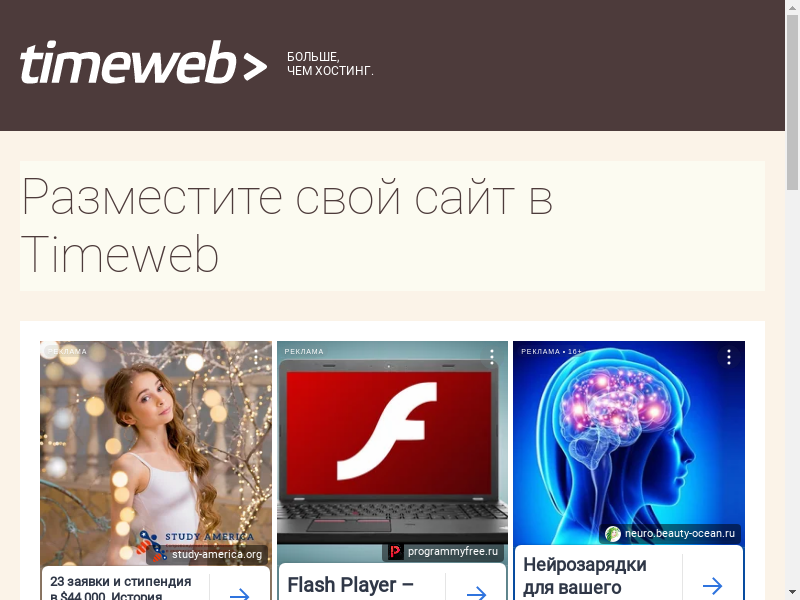 timeweb>
БОЛЬШЕ,
ЧЕМ ХОСТИНГ.
Разместите свой сайт в
Timeweb
РЕКЛАМА
STUDY AMERICA
study-america.org
23 заявки и стипендия
в $44 000. История
РЕКЛАМА
programmyfree.ru
Flash Player –
РЕКЛАМА • 16+
neuro.beauty-ocean.ru
Нейрозарядки
для вашего